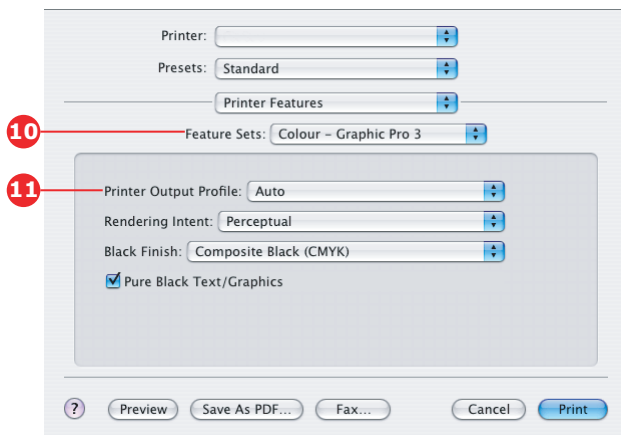 Printer:
Presets: Standard
Printer Features
10
Feature Sets: Colour – Graphic Pro 3
11
Printer Output Profile: Auto
Rendering Intent: Perceptual
Black Finish: Composite Black (CMYK)
Pure Black Text/Graphics
? Preview Save As PDF... Fax... Cancel Print